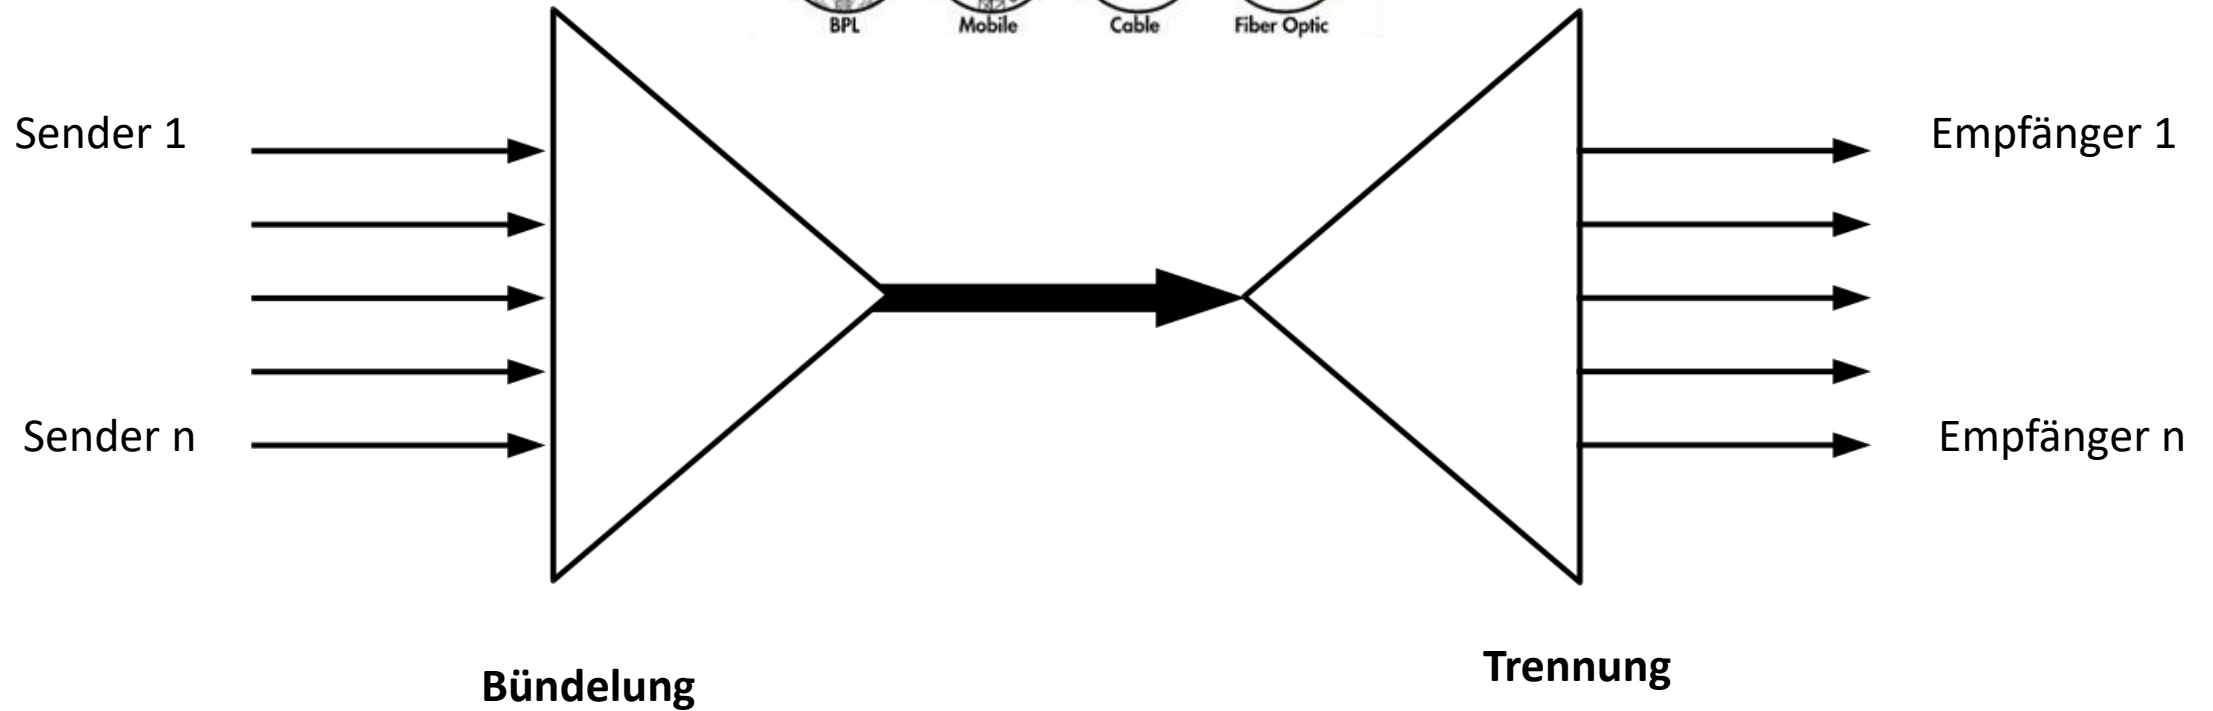 BPL Mobile Cable Fiber Optic
Sender 1 Empfänger 1
Sender n Empfänger n
Trennung
Bündelung